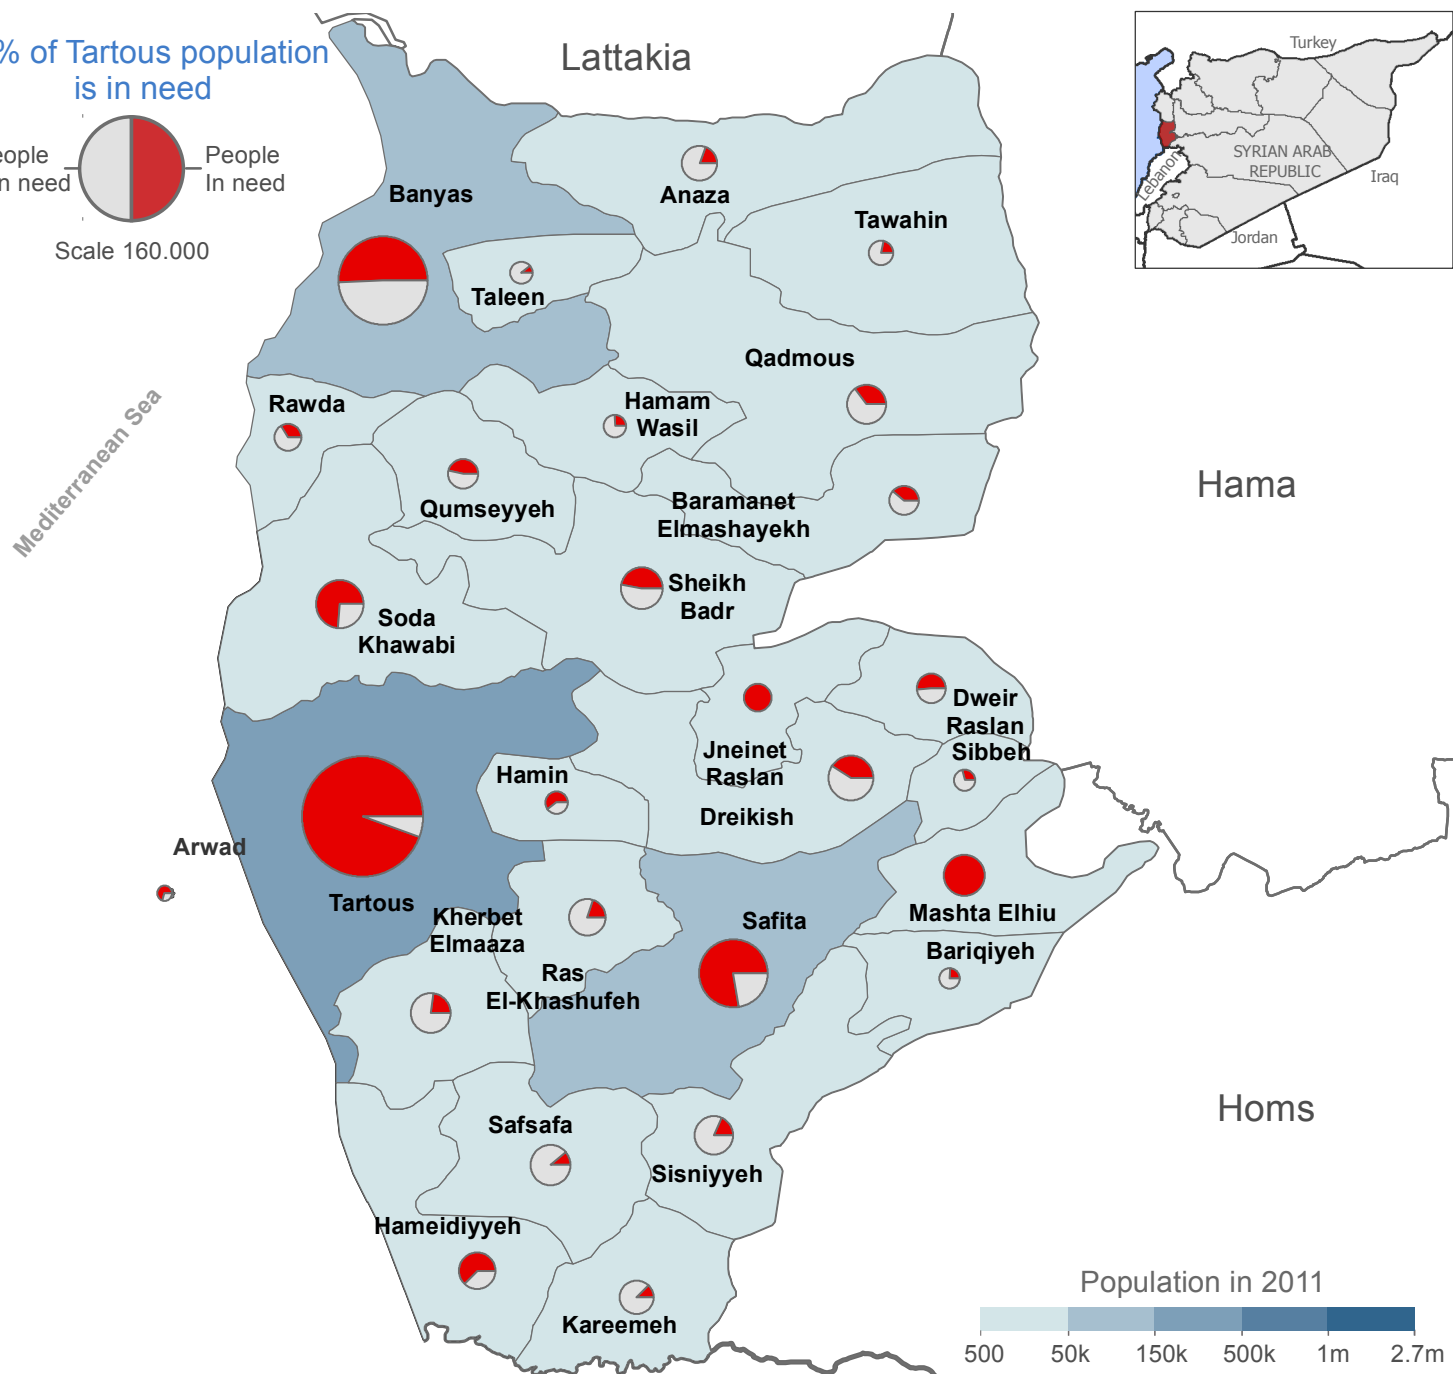 % of Tartous population
is in need
People
In need
n need
Scale 160.000
Lattakia
Turkey
SYRIAN ARAB
REPUBLIC
Lebanon
Iraq
Jordan
Banyas
Anaza
Tawahin
Taleen
Qadmous
Mediterranean Sea
Rawda
Hamam
Wasil
Hama
Qumseyyeh
Baramanet
Elmashayekh
Sheikh
Badr
Soda
Khawabi
Dweir
Raslan
Jneinet
Raslan
Sibbeh
Hamin
Dreikish
Arwad
Tartous
Kherbet
Elmaaza
Safita
Mashta Elhiu
Bariqiyeh
Ras
El-Khashufeh
Homs
Safsafa
Sisniyyeh
Hameidiyyeh
Kareemeh
Population in 2011
500 50k 150k 500k 1m 2.7m